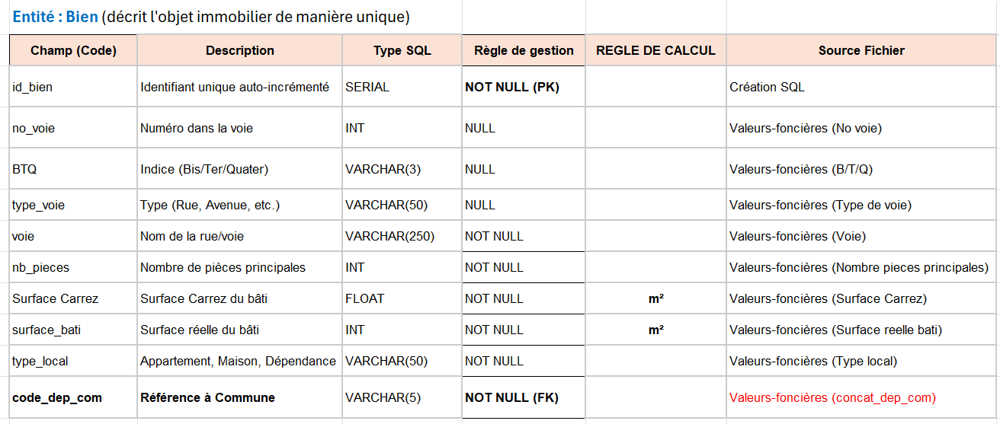 Entité : Bien (décrit l'objet immobilier de manière unique)
Champ (Code) Description Type SQL Règle de gestion REGLE DE CALCUL Source Fichier
id_bien Identifiant unique auto-incrémenté SERIAL NOT NULL (PK) Création SQL
no_voie Numéro dans la voie INT NULL Valeurs-foncières (No voie)
BTQ Indice (Bis/Ter/Quater) VARCHAR(3) NULL Valeurs-foncières (B/T/Q)
type_voie Type (Rue, Avenue, etc.) VARCHAR(50) NULL Valeurs-foncières (Type de voie)
voie Nom de la rue/voie VARCHAR(250) NOT NULL Valeurs-foncières (Voie)
nb_pieces Nombre de pièces principales INT NOT NULL Valeurs-foncières (Nombre pieces principales)
Surface Carrez Surface Carrez du bâti FLOAT NOT NULL m² Valeurs-foncières (Surface Carrez)
surface_bati Surface réelle du bâti INT NOT NULL m² Valeurs-foncières (Surface reelle bati)
type_local Appartement, Maison, Dépendance VARCHAR(50) NOT NULL Valeurs-foncières (Type local)
code_dep_com Référence à Commune VARCHAR(5) NOT NULL (FK) Valeurs-foncières (concat_dep_com)